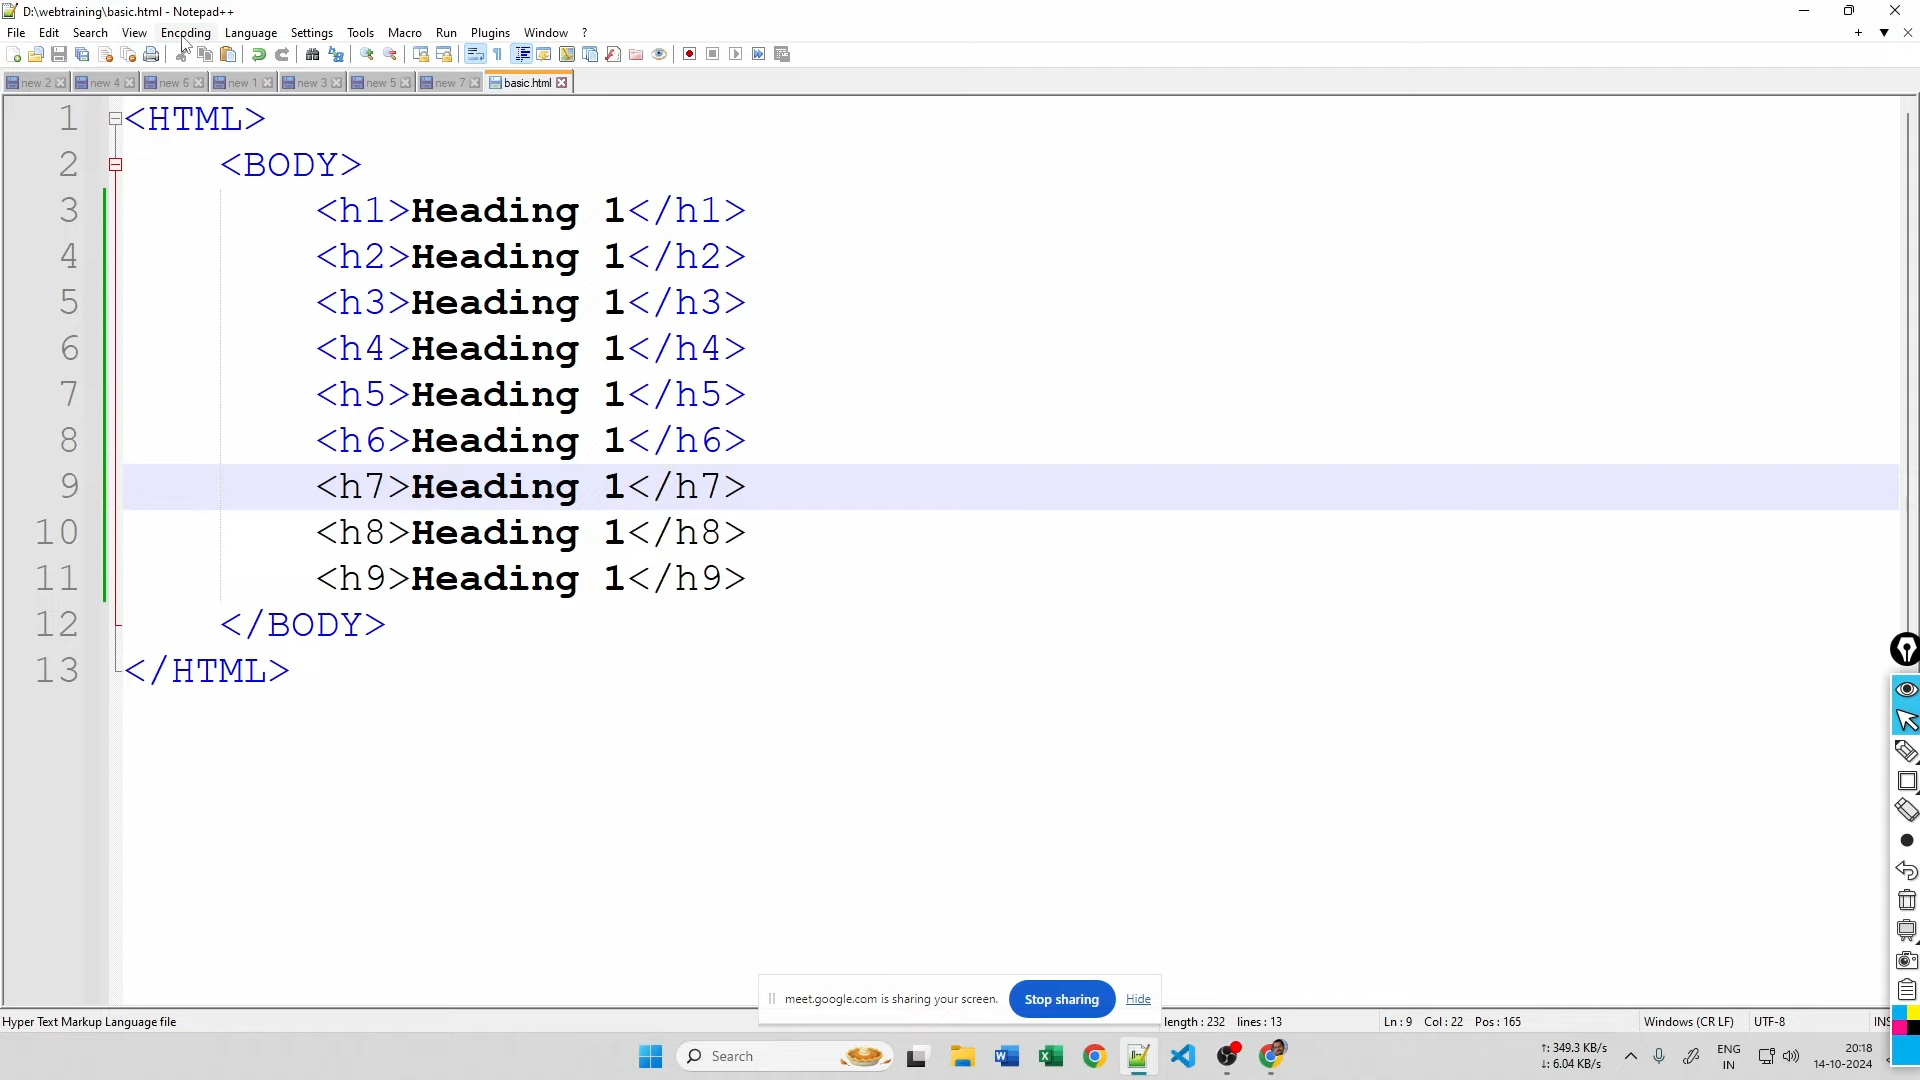 D:\webtraining\basic.html - Notepad++
File Edit Search View Encoding Language Settings Tools Macro Run Plugins Window ?
new 2 new 4 new 6 new 1 new 3 new 5 new 7 basic.html
1 <HTML>
2 <BODY>
3 <h1>Heading 1</h1>
4 <h2>Heading 1</h2>
5 <h3>Heading 1</h3>
6 <h4>Heading 1</h4>
7 <h5>Heading 1</h5>
8 <h6>Heading 1</h6>
9 <h7>Heading 1</h7>
10 <h8>Heading 1</h8>
11 <h9>Heading 1</h9>
12 </BODY>
13 </HTML>
meet.google.com is sharing your screen. Stop sharing Hide
Hyper Text Markup Language file length : 232 lines : 13 Ln : 9 Col : 22 Pos : 165 Windows (CR LF) UTF-8 INS
Search
↑: 349.3 KB/s
↓: 6.04 KB/s
ENG
IN
20:18
14-10-2024